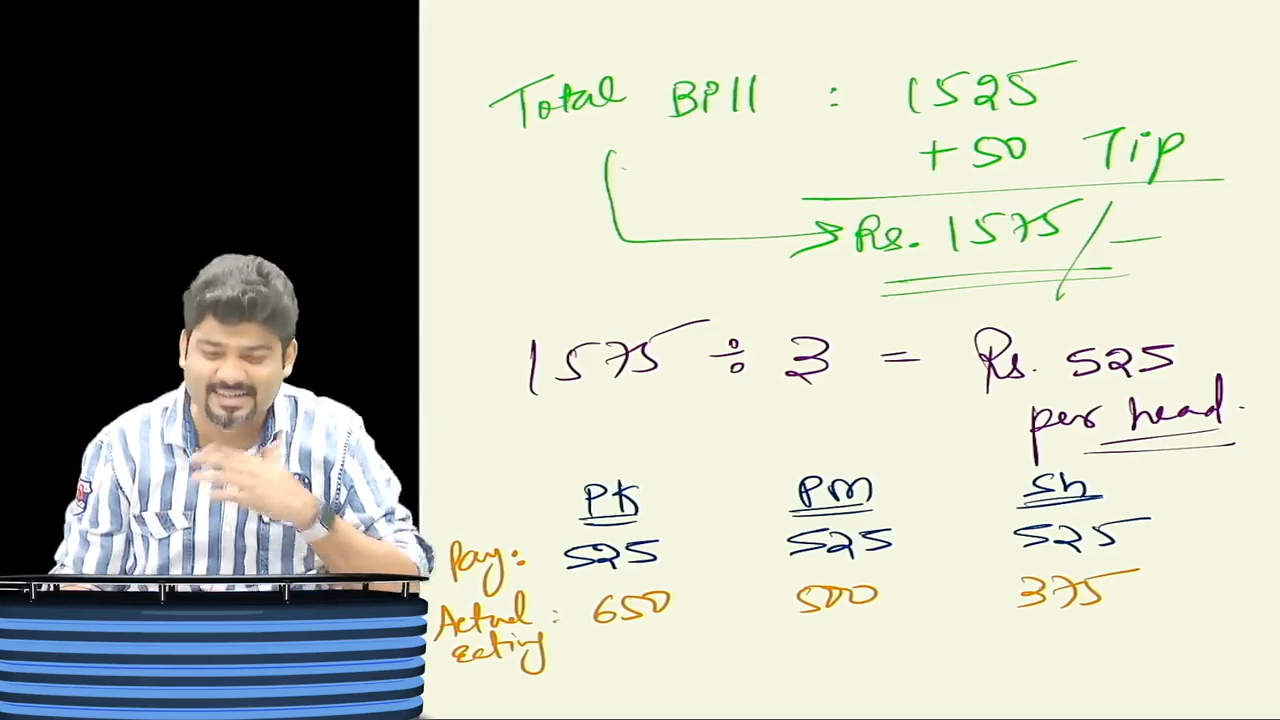 Total Bill : 1525
+ 50 Tip
Rs. 1575/-
1575 ÷ 3 = Rs. 525
per head.
PK PM Sh
Pay: 525 525 525
Actual : 650 500 375
Eating